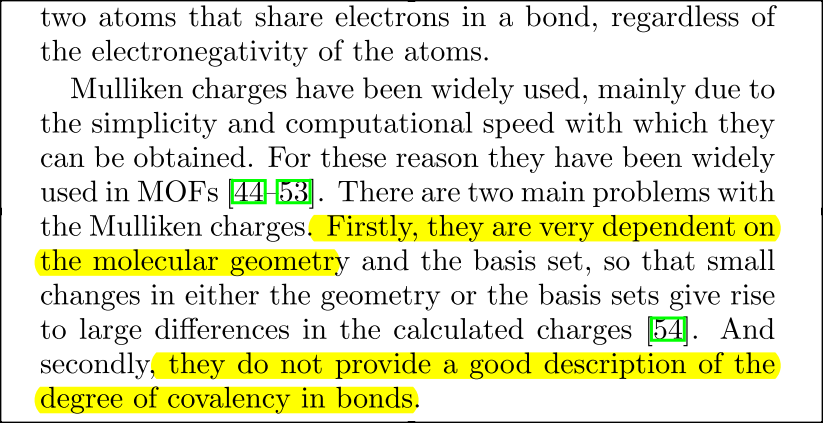 two atoms that share electrons in a bond, regardless of
the electronegativity of the atoms.
Mulliken charges have been widely used, mainly due to
the simplicity and computational speed with which they
can be obtained. For these reason they have been widely
used in MOFs [44–53]. There are two main problems with
the Mulliken charges. Firstly, they are very dependent on
the molecular geometry and the basis set, so that small
changes in either the geometry or the basis sets give rise
to large differences in the calculated charges [54]. And
secondly, they do not provide a good description of the
degree of covalency in bonds.